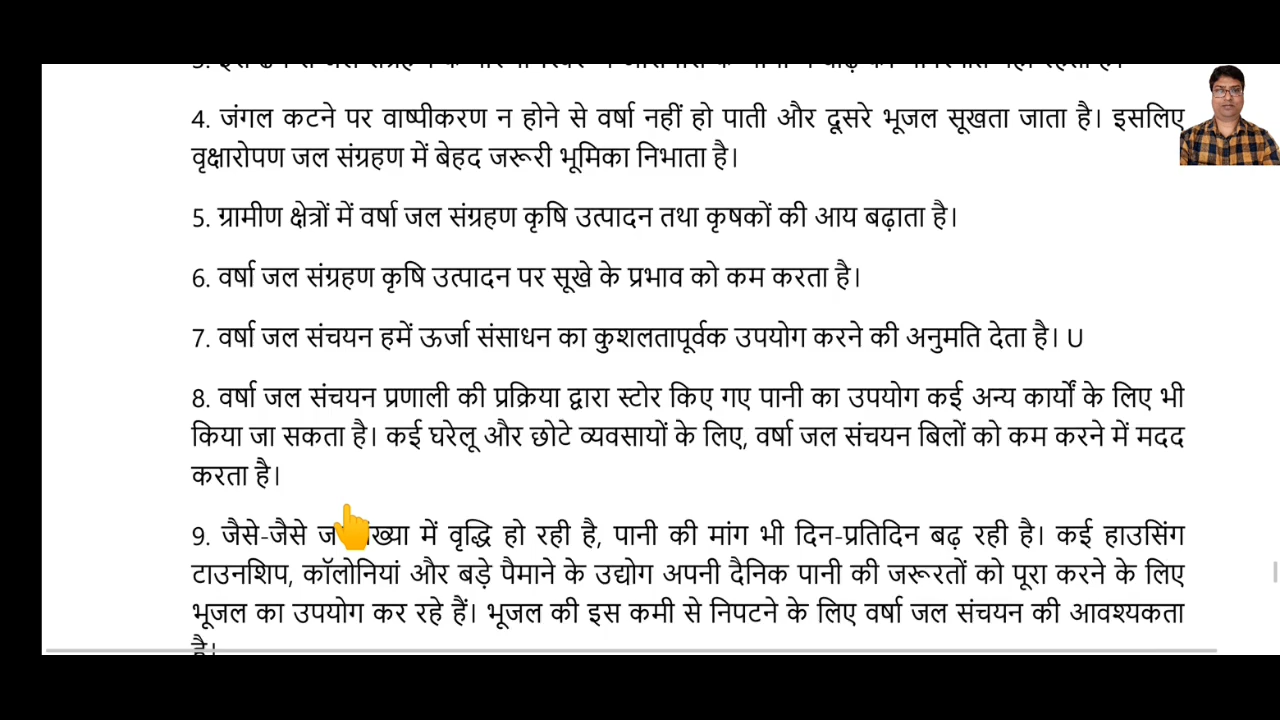 4. जंगल कटने पर वाष्पीकरण न होने से वर्षा नहीं हो पाती और दूसरे भूजल सूखता जाता है। इसलिए
वृक्षारोपण जल संग्रहण में बेहद जरूरी भूमिका निभाता है।
5. ग्रामीण क्षेत्रों में वर्षा जल संग्रहण कृषि उत्पादन तथा कृषकों की आय बढ़ाता है।
6. वर्षा जल संग्रहण कृषि उत्पादन पर सूखे के प्रभाव को कम करता है।
7. वर्षा जल संचयन हमें ऊर्जा संसाधन का कुशलतापूर्वक उपयोग करने की अनुमति देता है। U
8. वर्षा जल संचयन प्रणाली की प्रक्रिया द्वारा स्टोर किए गए पानी का उपयोग कई अन्य कार्यों के लिए भी
किया जा सकता है। कई घरेलू और छोटे व्यवसायों के लिए, वर्षा जल संचयन बिलों को कम करने में मदद
करता है।
9. जैसे-जैसे में वृद्धि हो रही है, पानी की मांग भी दिन-प्रतिदिन बढ़ रही है। कई हाउसिंग
टाउनशिप, कॉलोनियां और बड़े पैमाने के उद्योग अपनी दैनिक पानी की जरूरतों को पूरा करने के लिए
भूजल का उपयोग कर रहे हैं। भूजल की इस कमी से निपटने के लिए वर्षा जल संचयन की आवश्यकता
है।